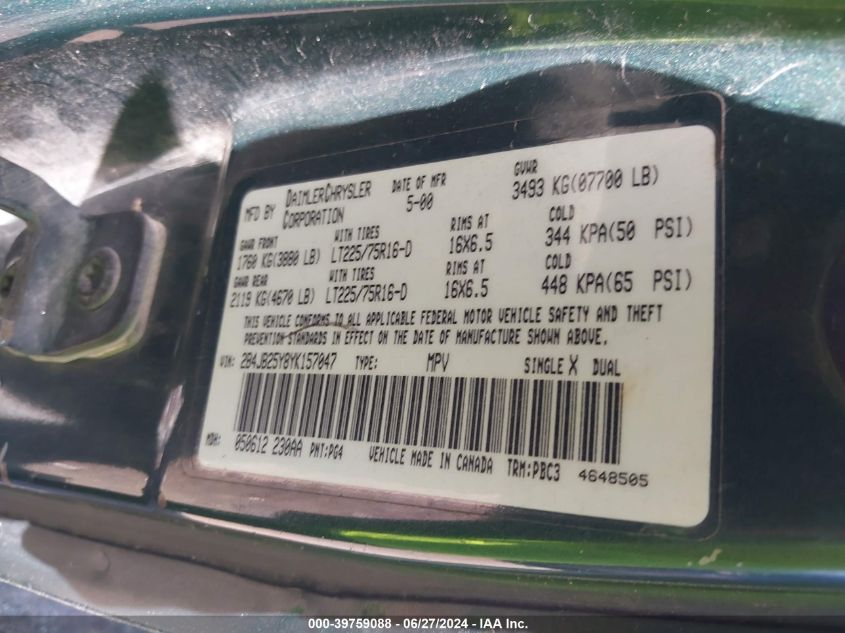 MFD BY DAIMLERCHRYSLER CORPORATION DATE OF MFR 5-00 GVWR 3493 KG(07700 LB)
GAWR FRONT WITH TIRES RIMS AT COLD
1760 KG(3880 LB) LT225/75R16-D 16X6.5 344 KPA(50 PSI)
GAWR REAR WITH TIRES RIMS AT COLD
2119 KG(4670 LB) LT225/75R16-D 16X6.5 448 KPA(65 PSI)
THIS VEHICLE CONFORMS TO ALL APPLICABLE FEDERAL MOTOR VEHICLE SAFETY AND THEFT
PREVENTION STANDARDS IN EFFECT ON THE DATE OF MANUFACTURE SHOWN ABOVE.
VIN: 2B4JB25Y8YK157047 TYPE: MPV SINGLE X DUAL
MDH: 050612 230AA PNT:PG4 VEHICLE MADE IN CANADA TRM:PBC3 4648505
000-39759088 - 06/27/2024 - IAA Inc.